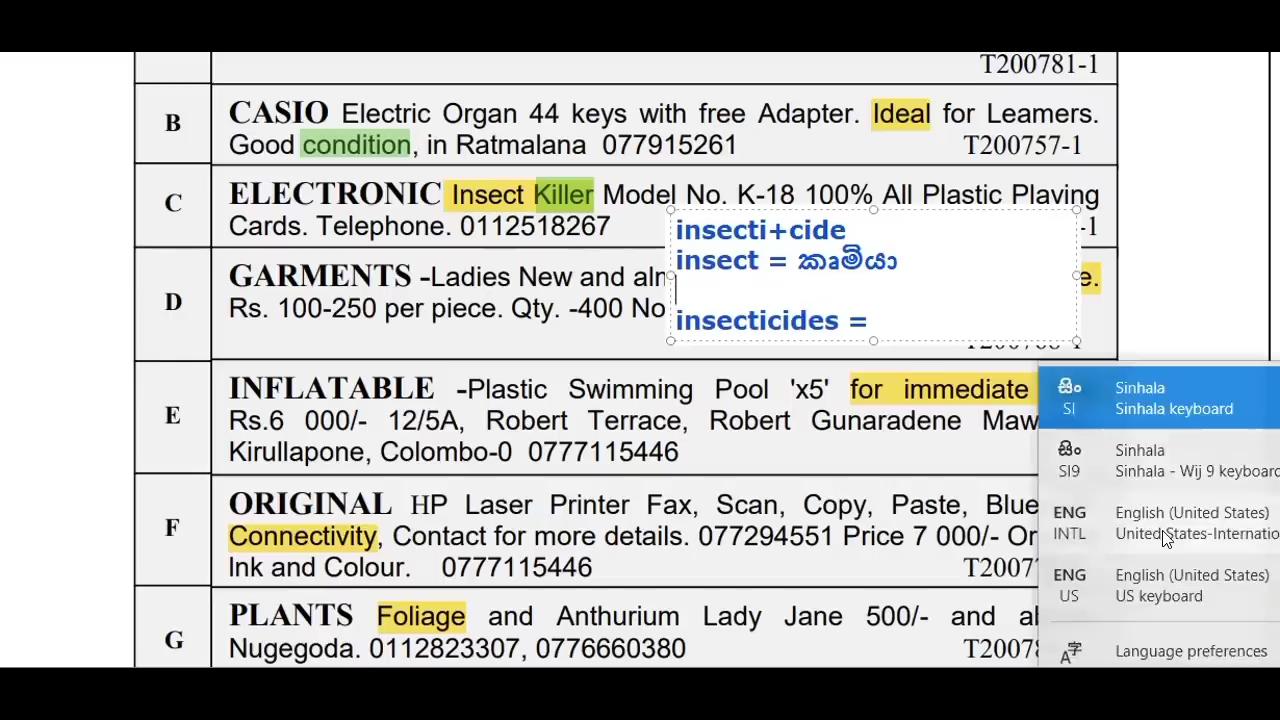 T200781-1
B
CASIO Electric Organ 44 keys with free Adapter. Ideal for Leamers.
Good condition, in Ratmalana 077915261 T200757-1
C
ELECTRONIC Insect Killer Model No. K-18 100% All Plastic Plaving
Cards. Telephone. 0112518267 -1
insecti+cide
insect = කෘමියා
insecticides =
D
GARMENTS -Ladies New and e.
Rs. 100-250 per piece. Qty. -400 No
E
INFLATABLE -Plastic Swimming Pool 'x5' for immediate
Rs.6 000/- 12/5A, Robert Terrace, Robert Gunaradene Maw
Kirullapone, Colombo-0 0777115446
F
ORIGINAL HP Laser Printer Fax, Scan, Copy, Paste, Blue
Connectivity, Contact for more details. 077294551 Price 7 000/- Or
Ink and Colour. 0777115446 T2007
G
PLANTS Foliage and Anthurium Lady Jane 500/- and
Nugegoda. 0112823307, 0776660380 T2007
සිං Sinhala
SI Sinhala keyboard
සිං Sinhala
SI9 Sinhala - Wij 9 keyboard
ENG English (United States)
INTL United States-Internatio
ENG English (United States)
US US keyboard
Language preferences